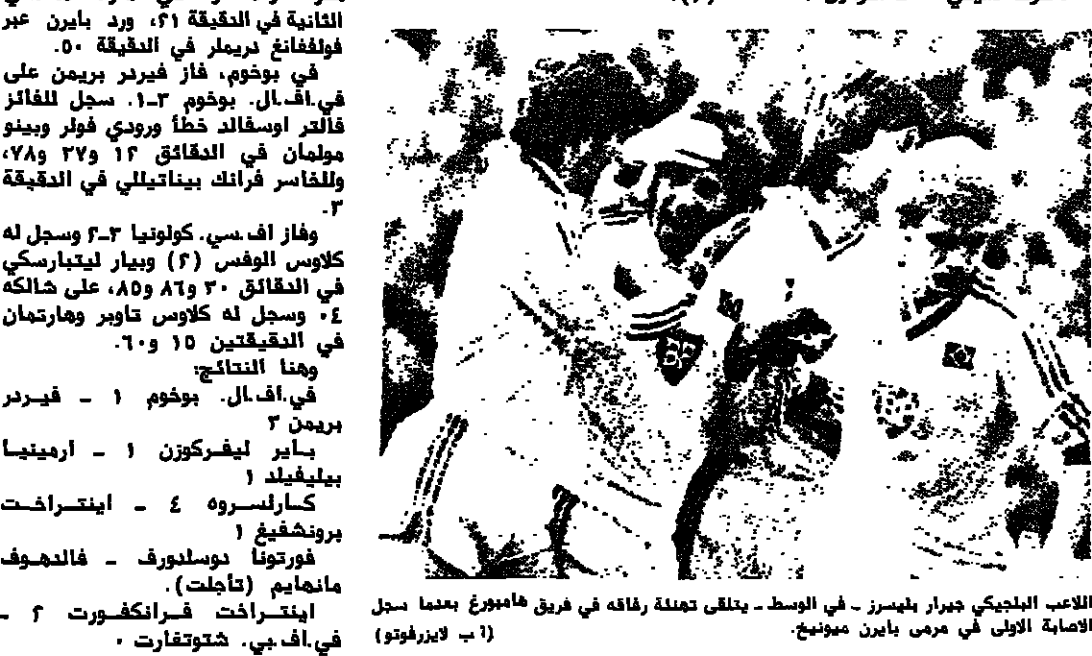 الثانية في الدقيقة ٢١، ورد بايرن عبر
فولفغانغ دريملر في الدقيقة ٥٠.
في بوخوم، فاز فيردر بريمن على
في.اف.ال. بوخوم ٣-١. سجل للفائز
فالتر اوسفالد خطأ ورودي فولر وبينو
مولمان في الدقائق ١٢ و٢٧ و٧٨،
وللخاسر فرانك بيناتيللي في الدقيقة
٣.
وفاز اف.سي. كولونيا ٣-٢ وسجل له
كلاوس الوفس (٢) وبيار ليتبارسكي
في الدقائق ٣٠ و٨٦ و٨٥، على شالكه
٠٤ وسجل له كلاوس تاوبر وهارتمان
في الدقيقتين ١٥ و٦٠.
وهنا النتائج:
في.اف.ال. بوخوم ١ ـ فيردر
بريمن ٣
باير ليفركوزن ١ ـ ارمينيا
بيليفيلد ١
كارلسروه ٤ ـ اينتراخت
برونشفيغ ١
فورتونا دوسلدورف ـ فالدهوف
مانهايم (تأجلت).
اينتراخت فرانكفورت ٢ ـ
في.اف.بي. شتوتغارت ٠
اللاعب البلجيكي جيرار بليسرز ـ في الوسط ـ يتلقى تهنئة رفاقه في فريق هامبورغ بعدما سجل
الاصابة الاولى في مرمى بايرن ميونيخ.
(أ ب لايزرفوتو)